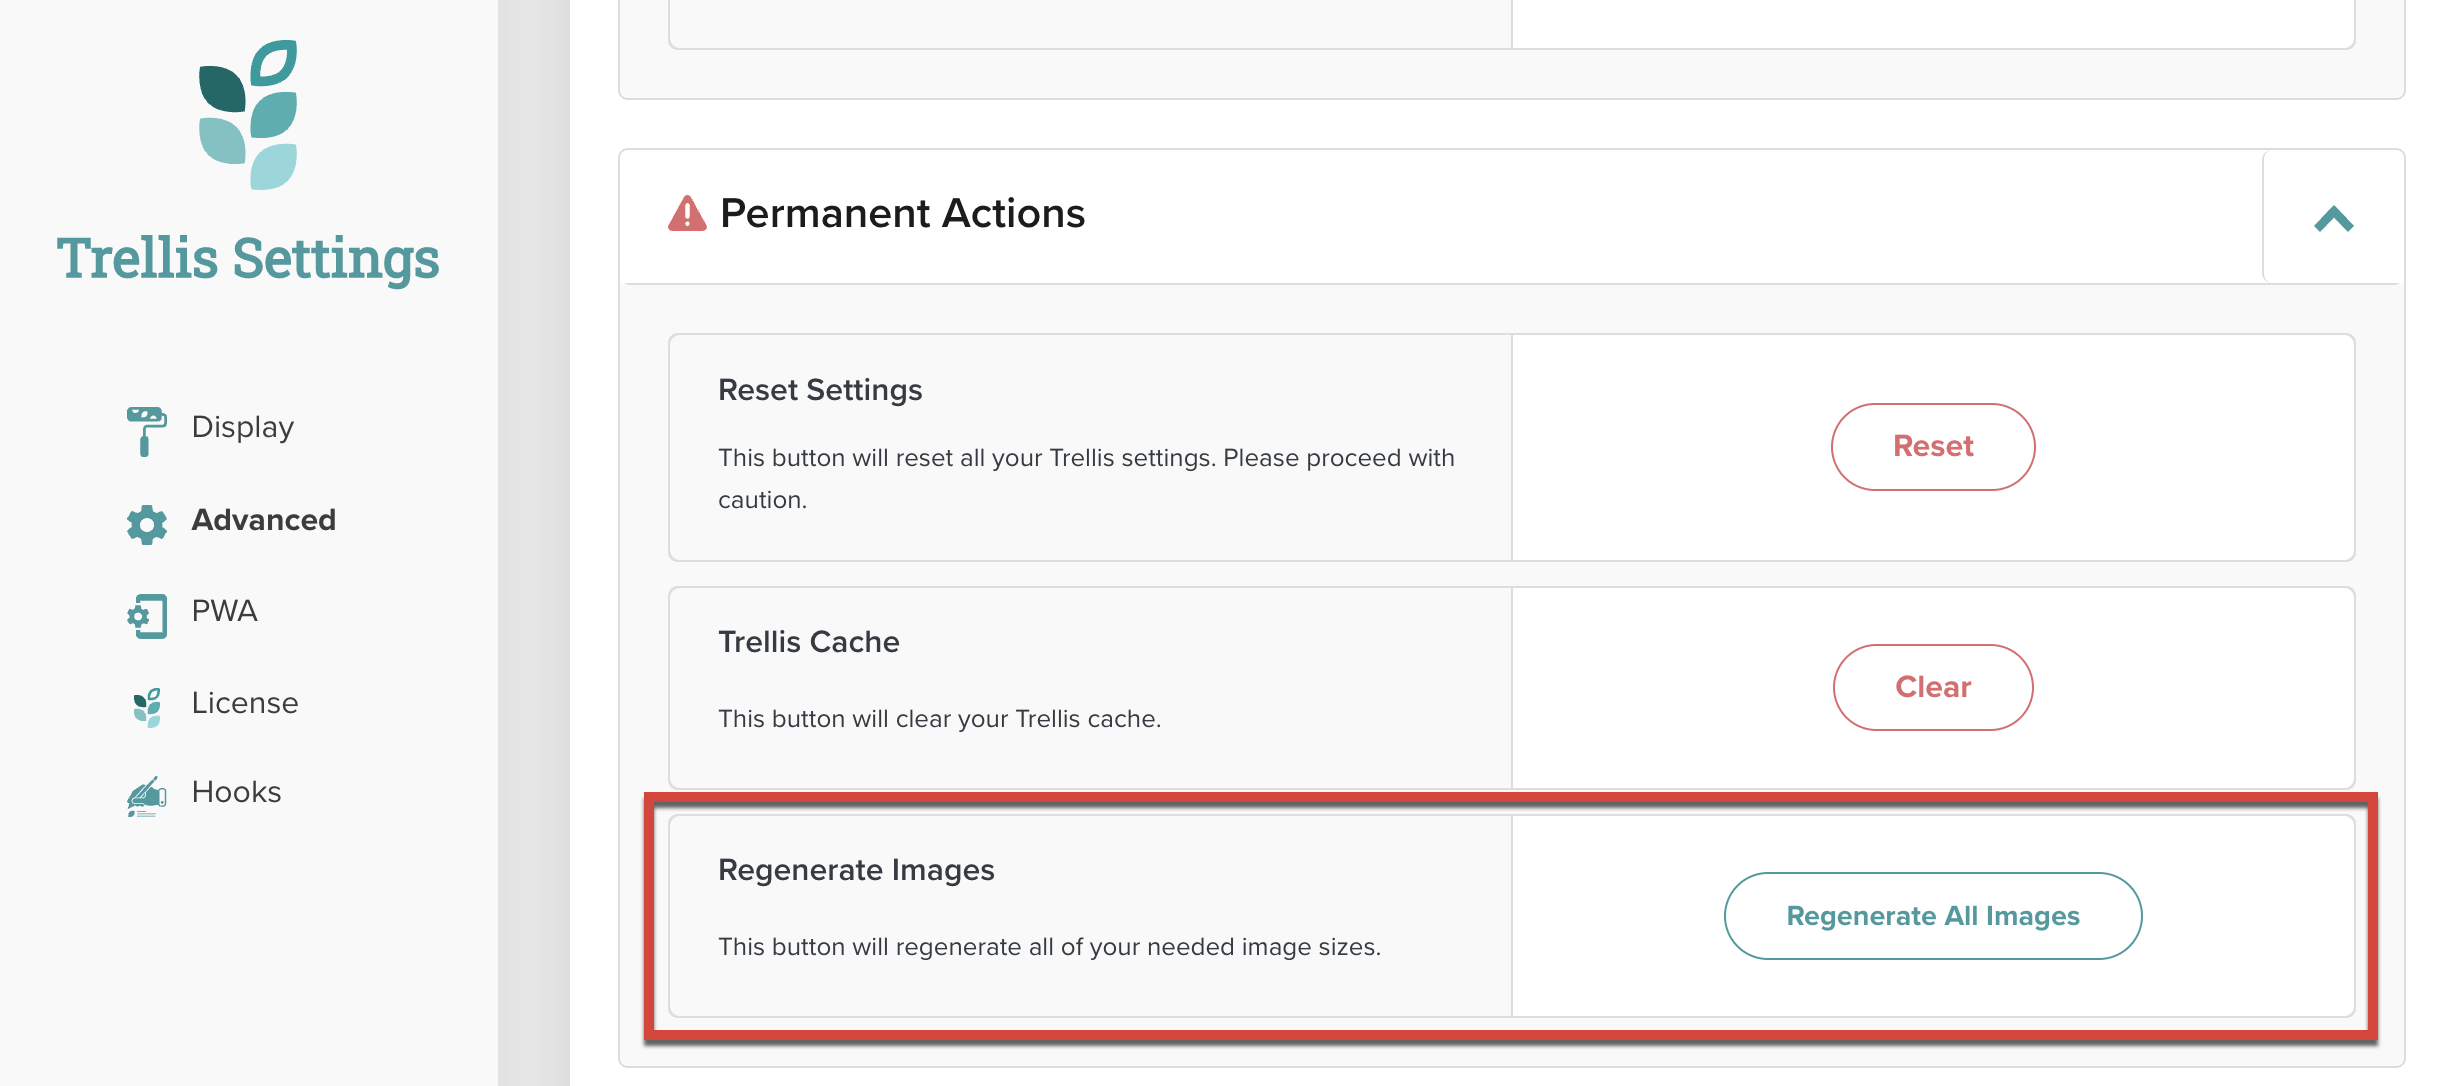 Trellis Settings
Display
Advanced
PWA
License
Hooks
Permanent Actions
Reset Settings
This button will reset all your Trellis settings. Please proceed with
caution.
Reset
Trellis Cache
This button will clear your Trellis cache.
Clear
Regenerate Images
This button will regenerate all of your needed image sizes.
Regenerate All Images